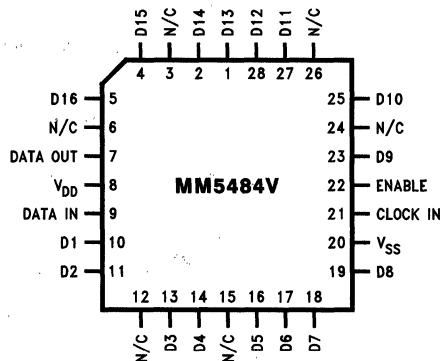 D15 N/C D14 D13 D12 D11 N/C
4 3 2 1 28 27 26
D16 5 25 D10
N/C 6 24 N/C
DATA OUT 7 23 D9
VDD 8 MM5484V 22 ENABLE
DATA IN 9 21 CLOCK IN
D1 10 20 VSS
D2 11 19 D8
12 13 14 15 16 17 18
N/C D3 D4 N/C D5 D6 D7